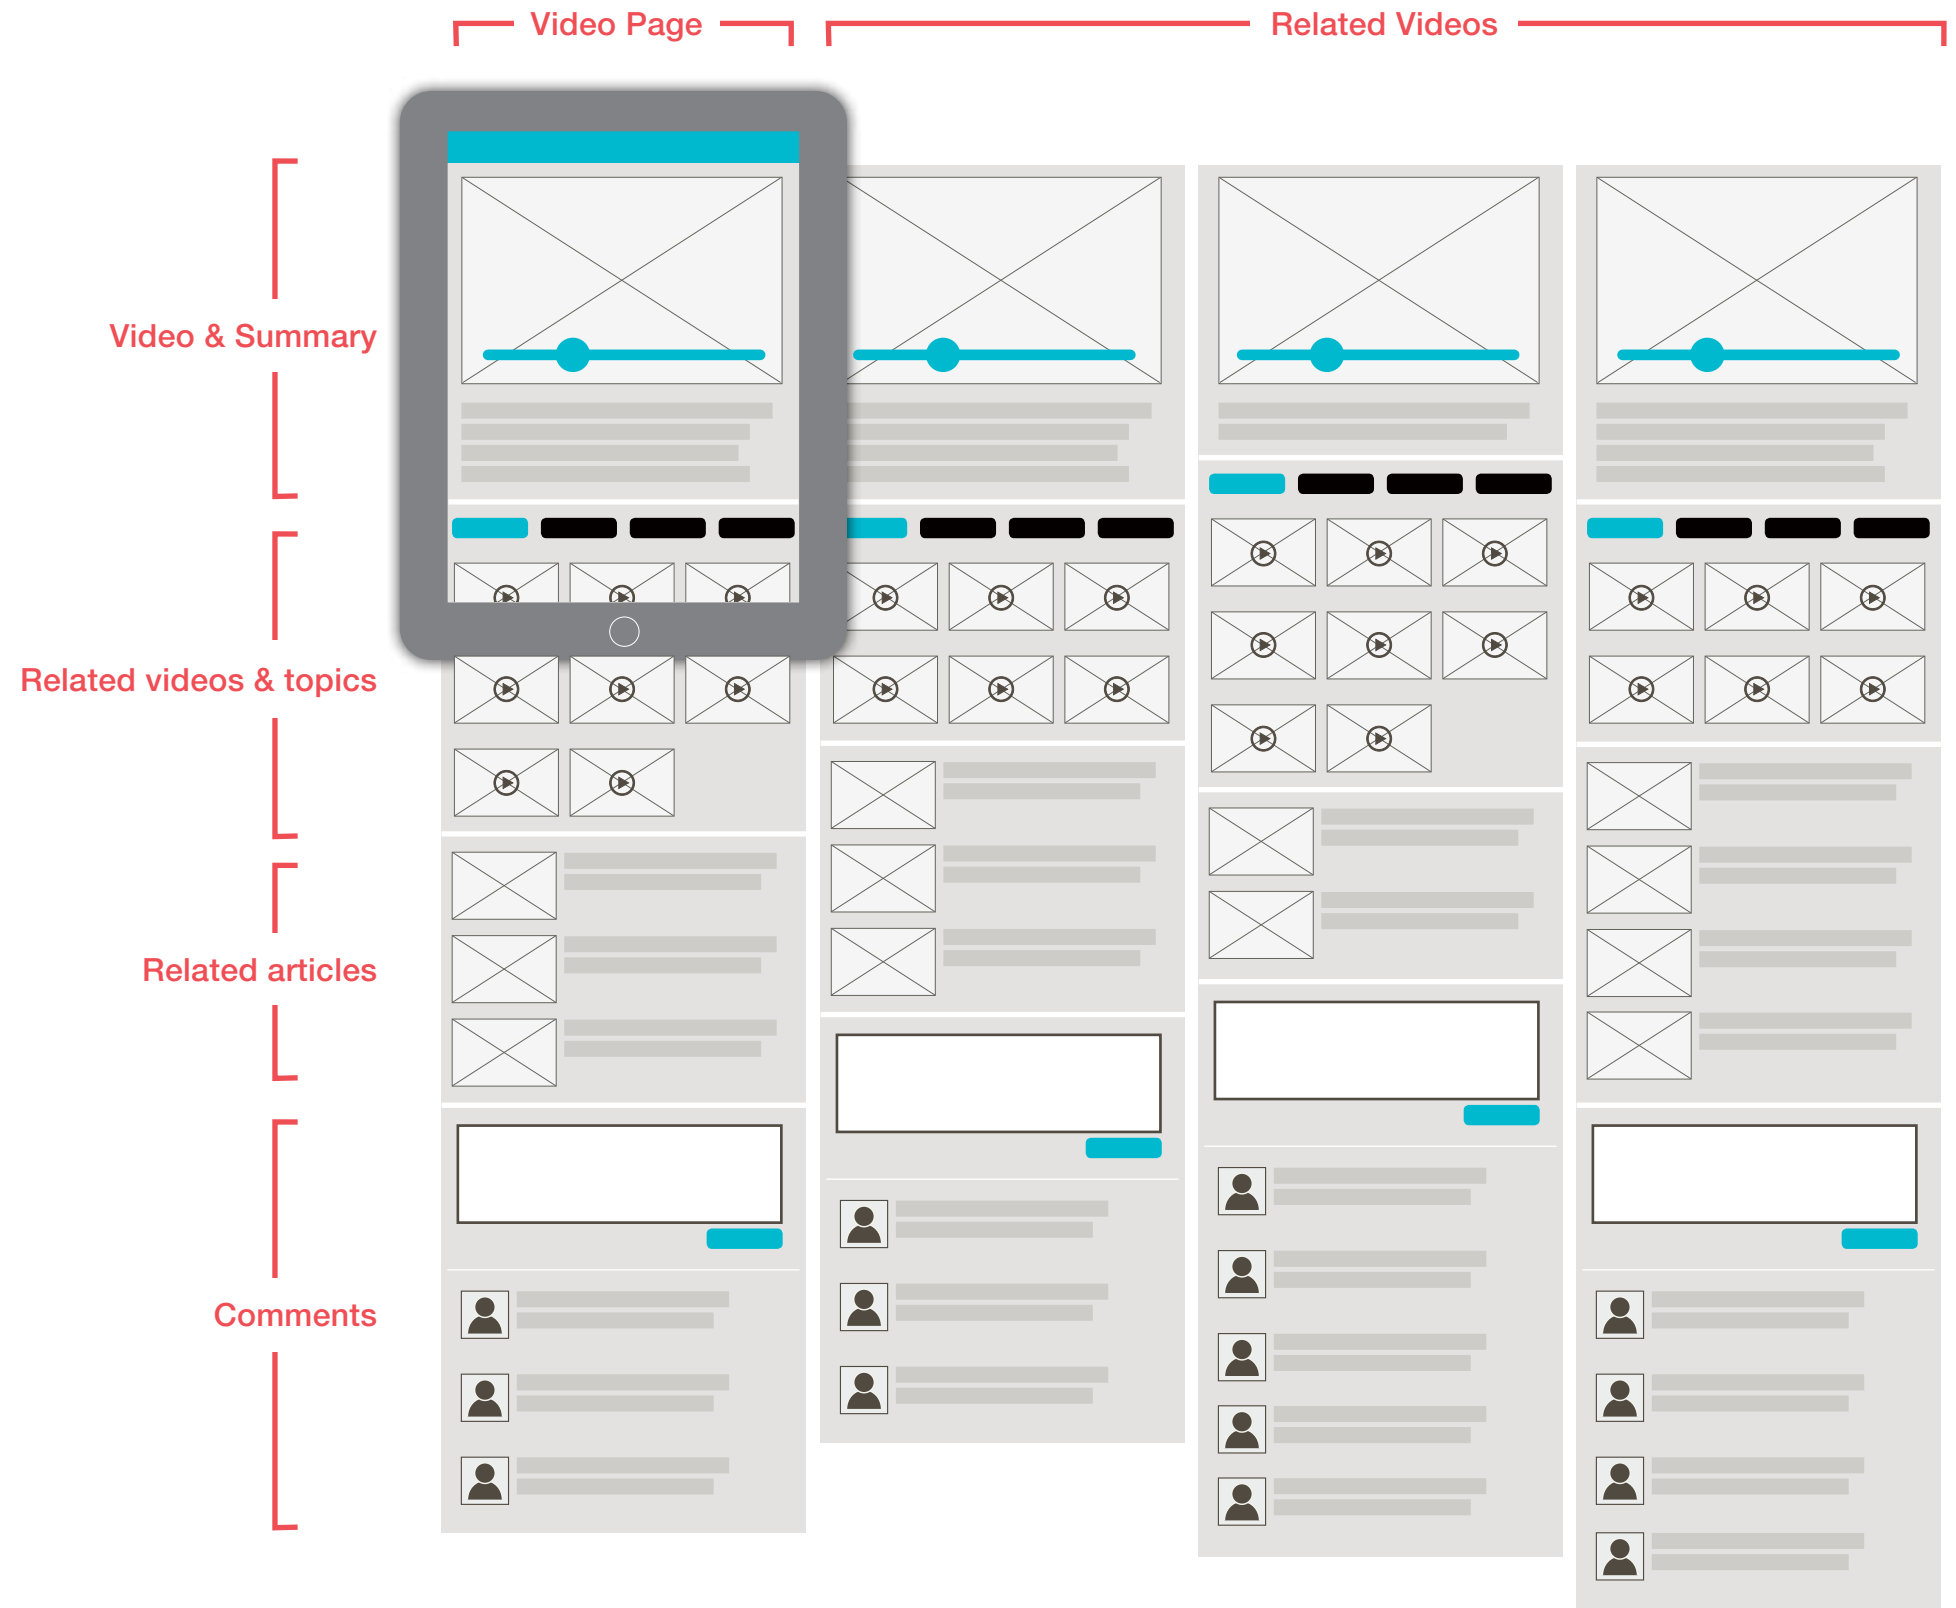 Video Page
Related Videos
Video & Summary
Related videos & topics
Related articles
Comments